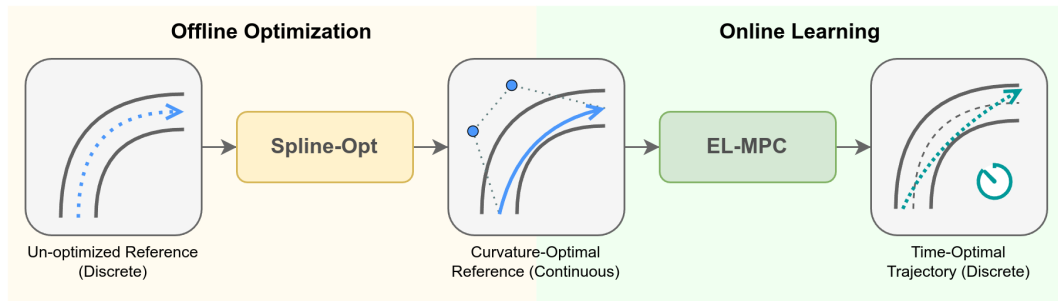 Offline Optimization
Online Learning
Spline-Opt
EL-MPC
Un-optimized Reference
(Discrete)
Curvature-Optimal
Reference (Continuous)
Time-Optimal
Trajectory (Discrete)